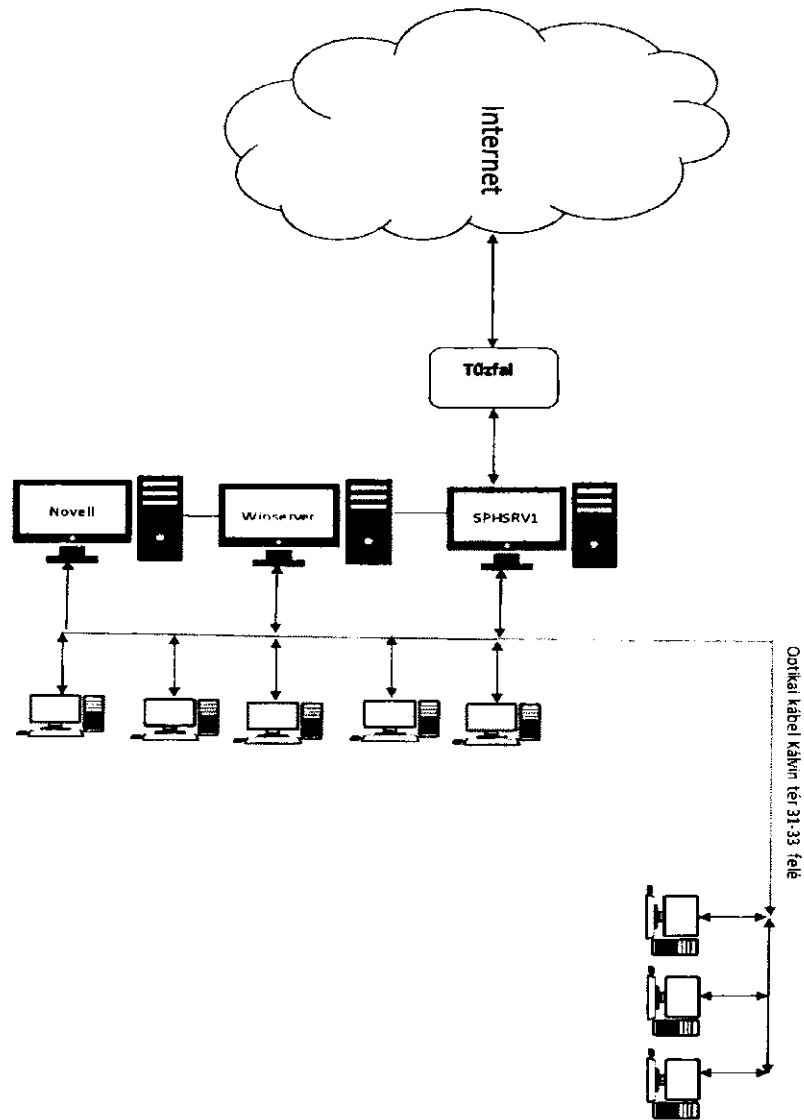 Internet
Tűzfal
Novell
Winserver
SPHSRV1
Optikai kábel Kálvin tér 31-33 felé